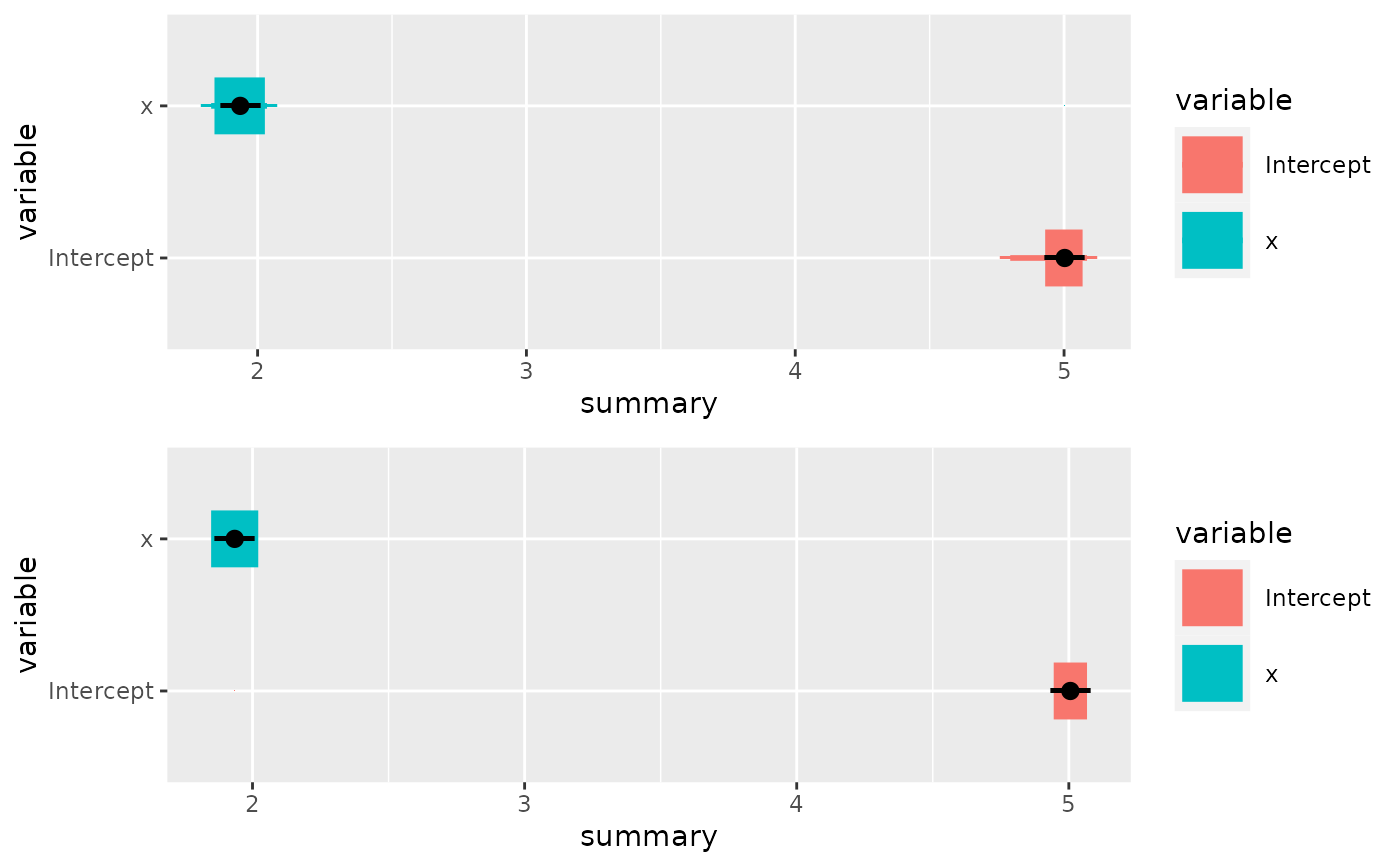 variable
x
Intercept
2 3 4 5
summary
variable
Intercept
x
variable
x
Intercept
2 3 4 5
summary
variable
Intercept
x